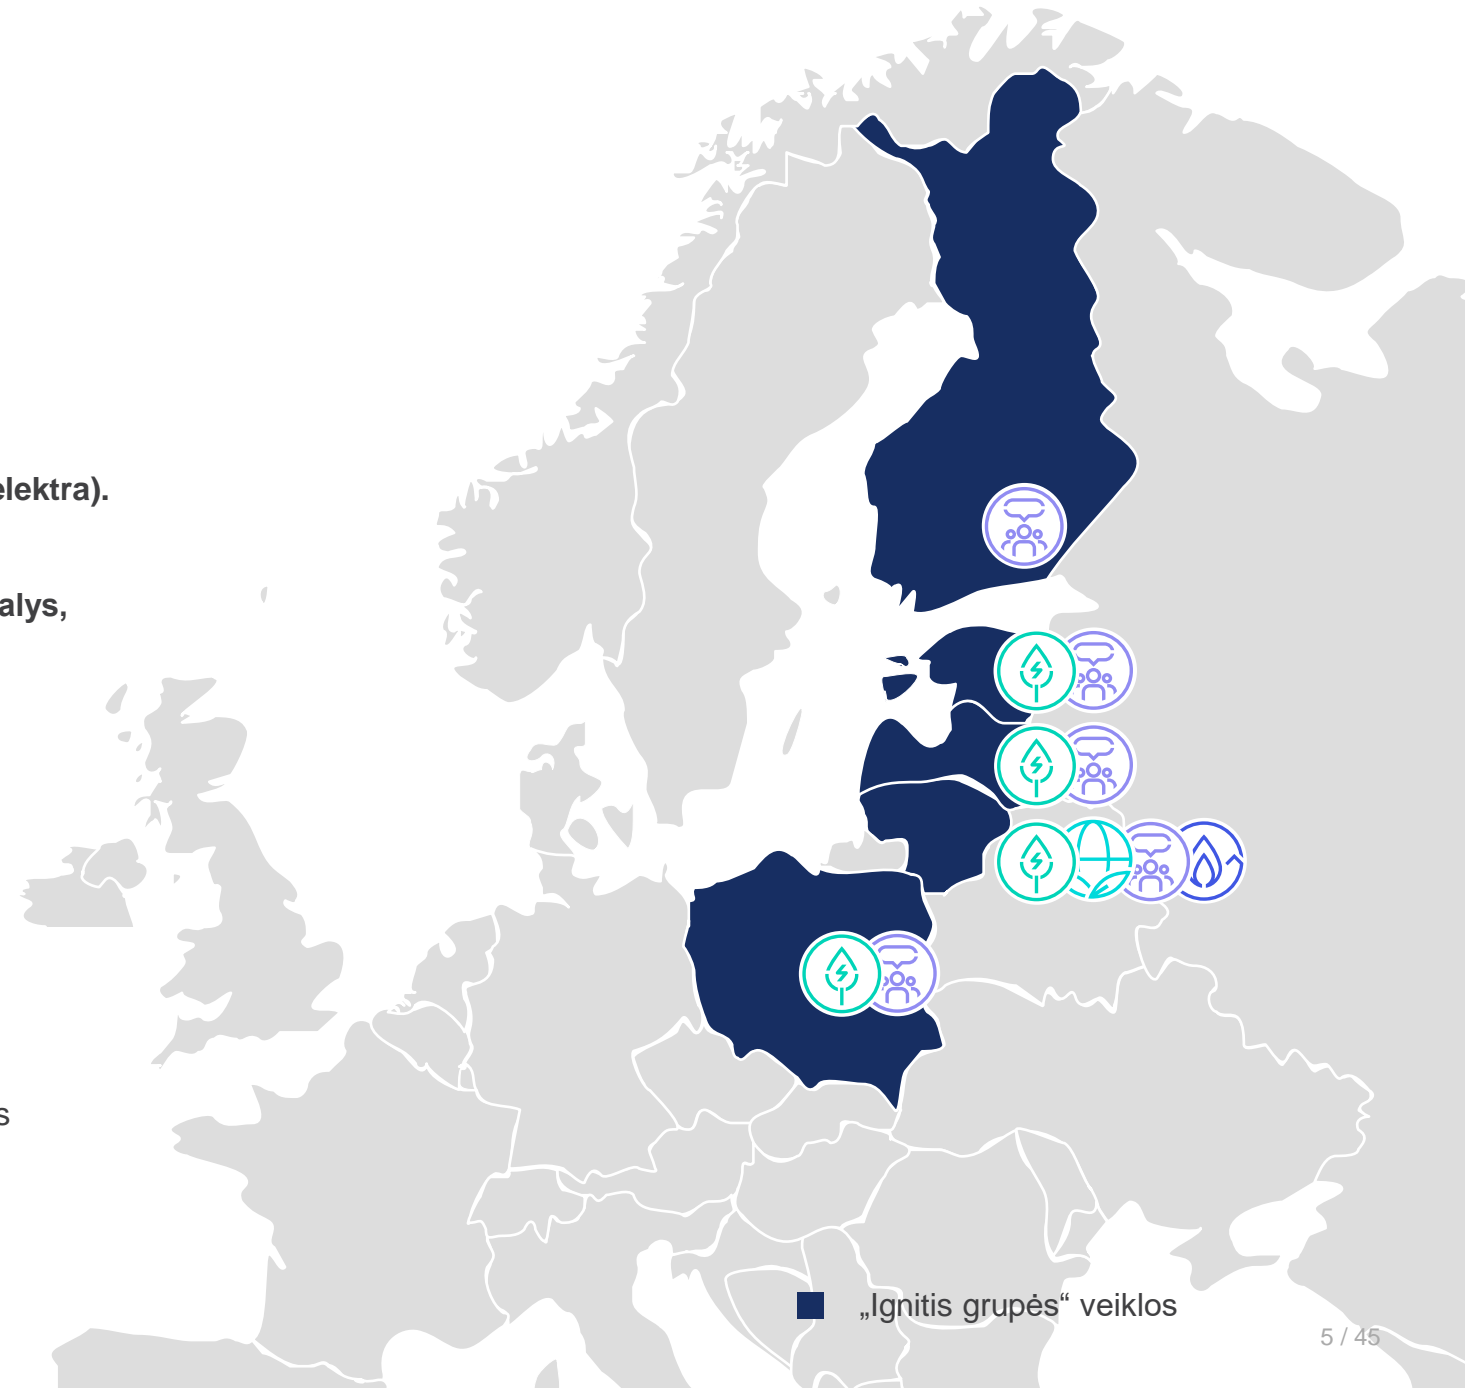 elektra).
alys,
s
„Ignitis grupės“ veiklos
5 / 45